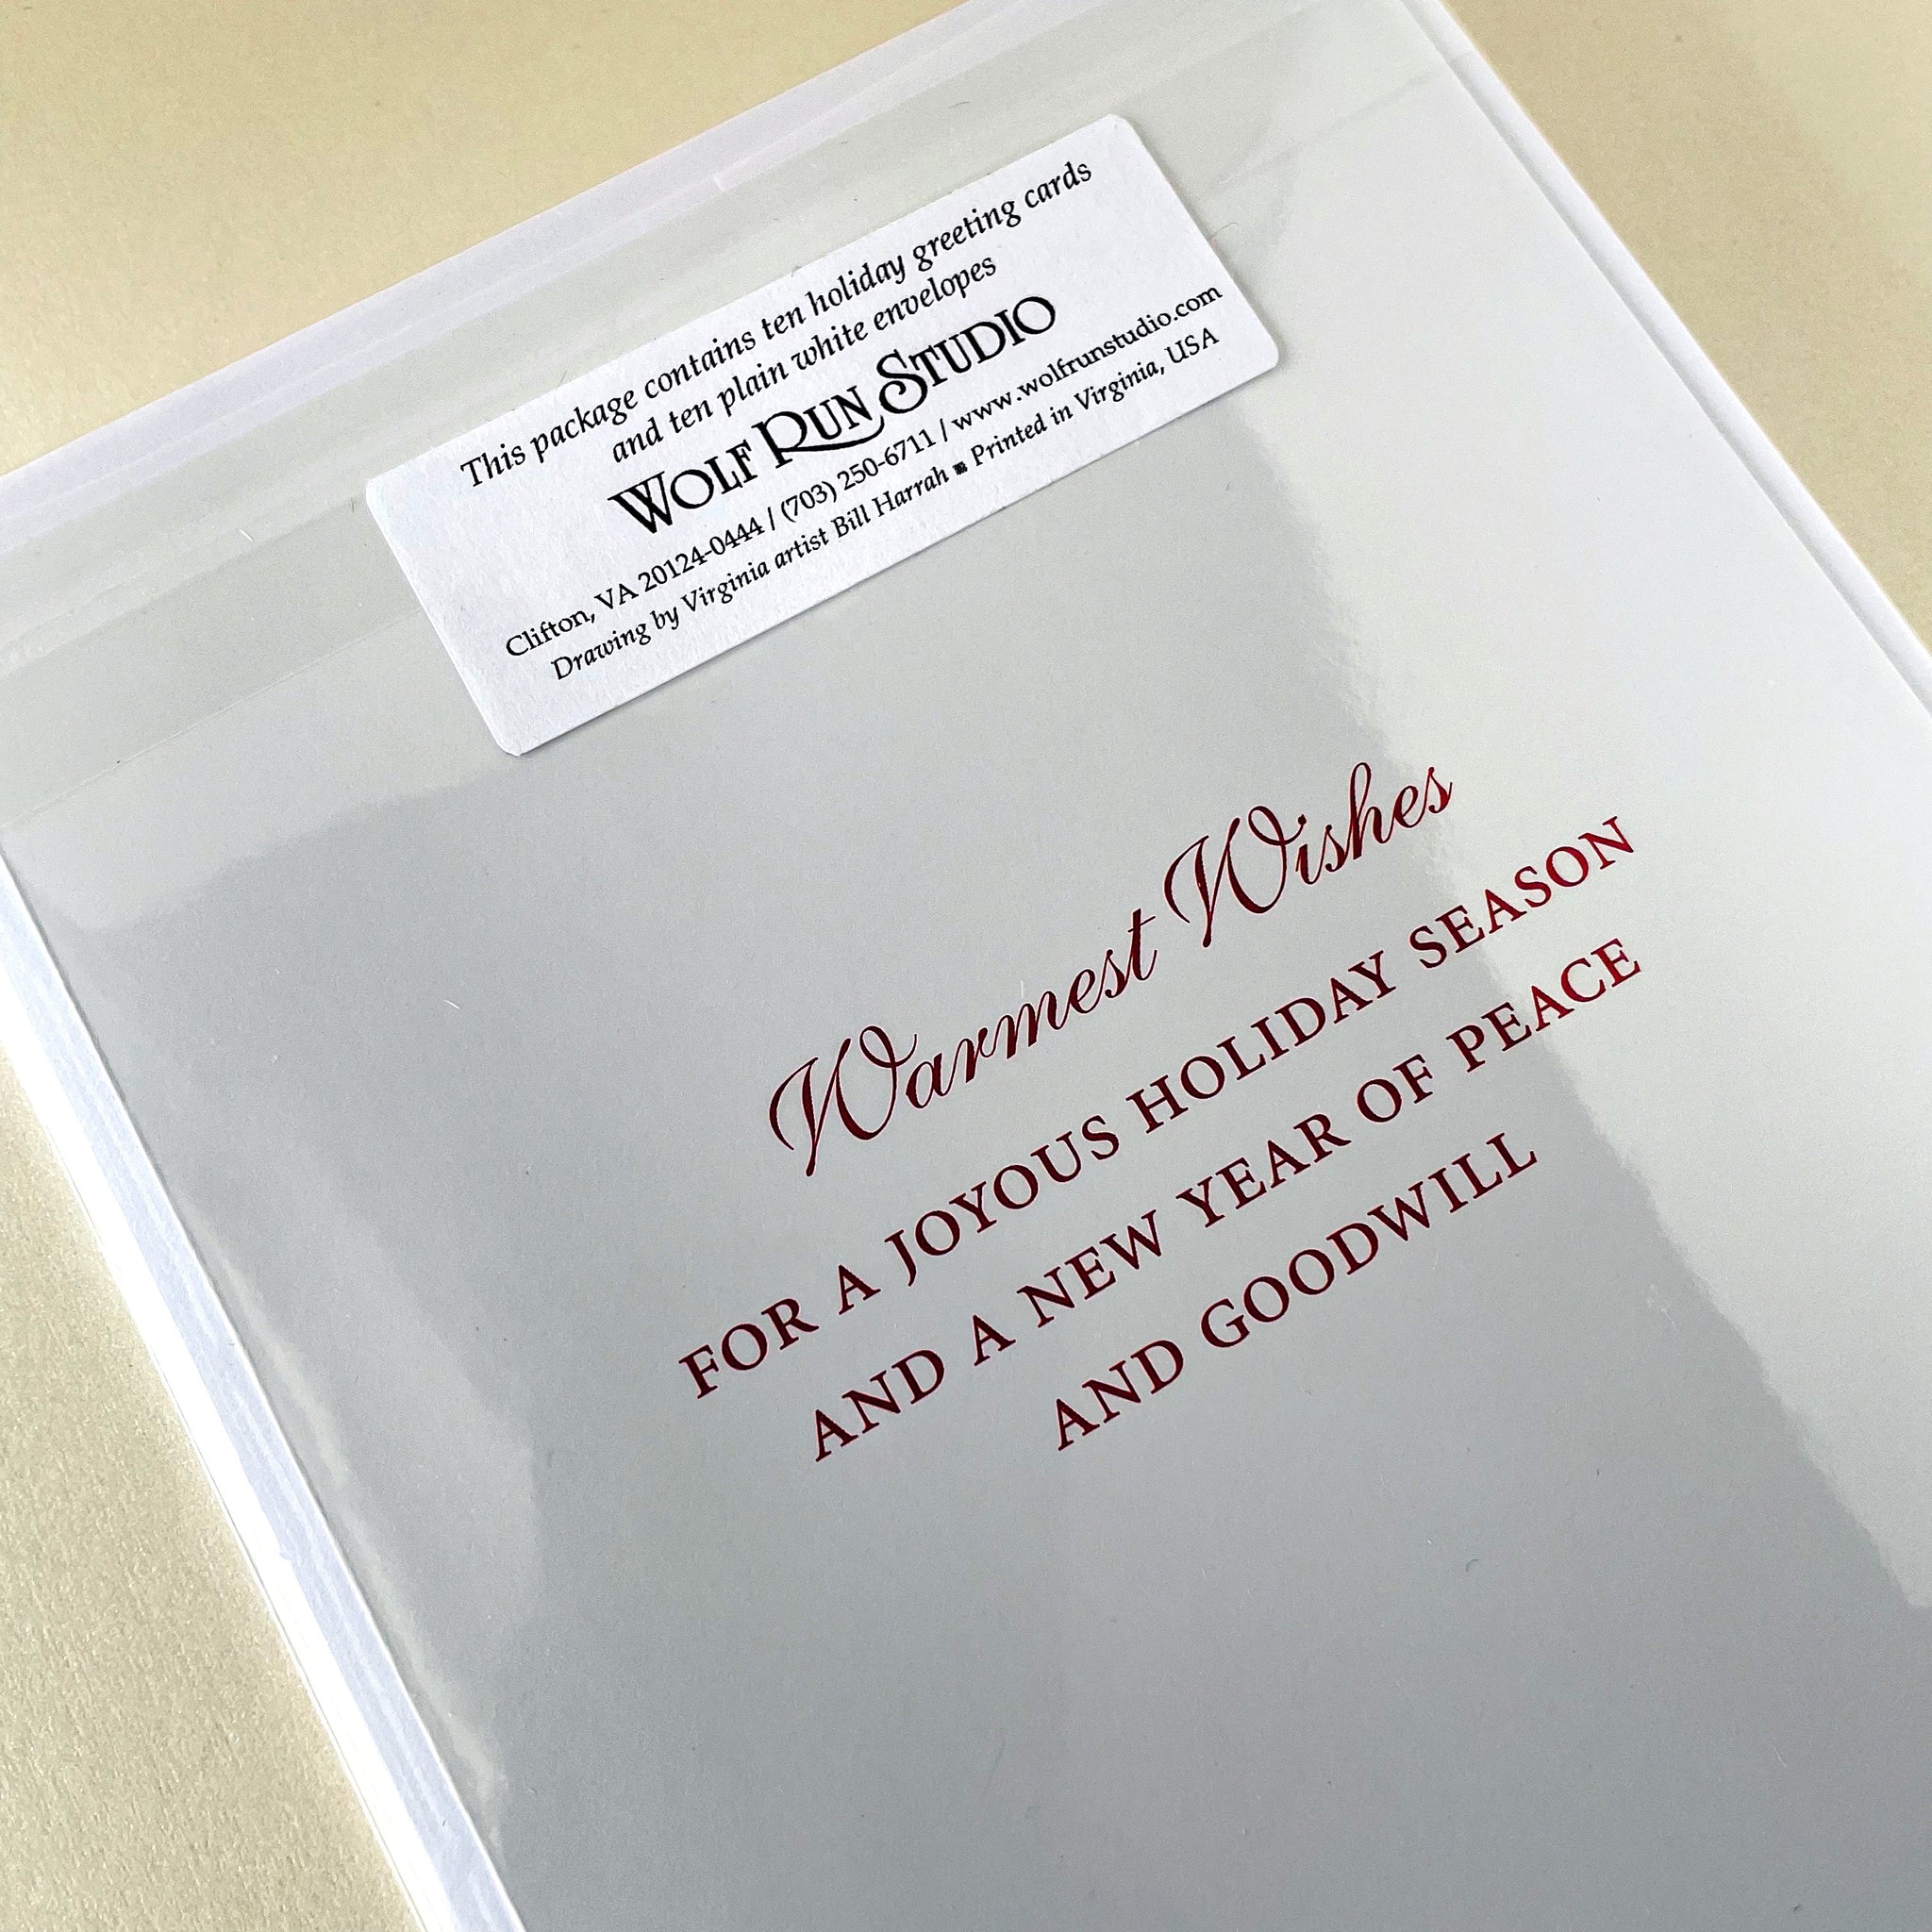 This package contains ten holiday greeting cards
and ten plain white envelopes
WOLF RUN STUDIO
Clifton, VA 20124-0444 / (703) 250-6711 / www.wolfrunstudio.com
Drawing by Virginia artist Bill Harrah ▪ Printed in Virginia, USA
Warmest Wishes
FOR A JOYOUS HOLIDAY SEASON
AND A NEW YEAR OF PEACE
AND GOODWILL